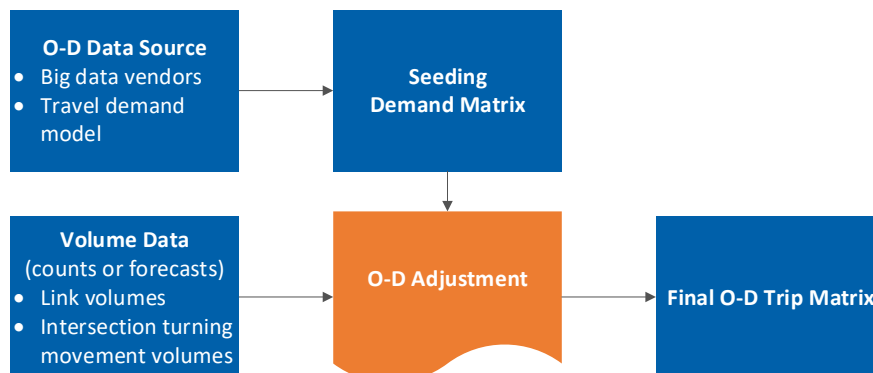 O-D Data Source
• Big data vendors
• Travel demand
model
Seeding
Demand Matrix
Volume Data
(counts or forecasts)
• Link volumes
• Intersection turning
movement volumes
O-D Adjustment
Final O-D Trip Matrix